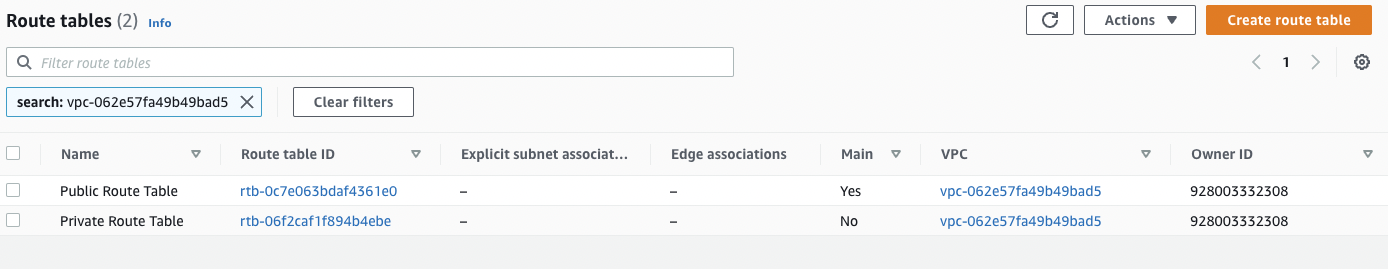 Route tables (2) Info
Actions
Create route table
Filter route tables
1
search: vpc-062e57fa49b49bad5
Clear filters
Name Route table ID Explicit subnet associat... Edge associations Main VPC Owner ID
Public Route Table rtb-0c7e063bdaf4361e0 – – Yes vpc-062e57fa49b49bad5 928003332308
Private Route Table rtb-06f2caf1f894b4ebe – – No vpc-062e57fa49b49bad5 928003332308